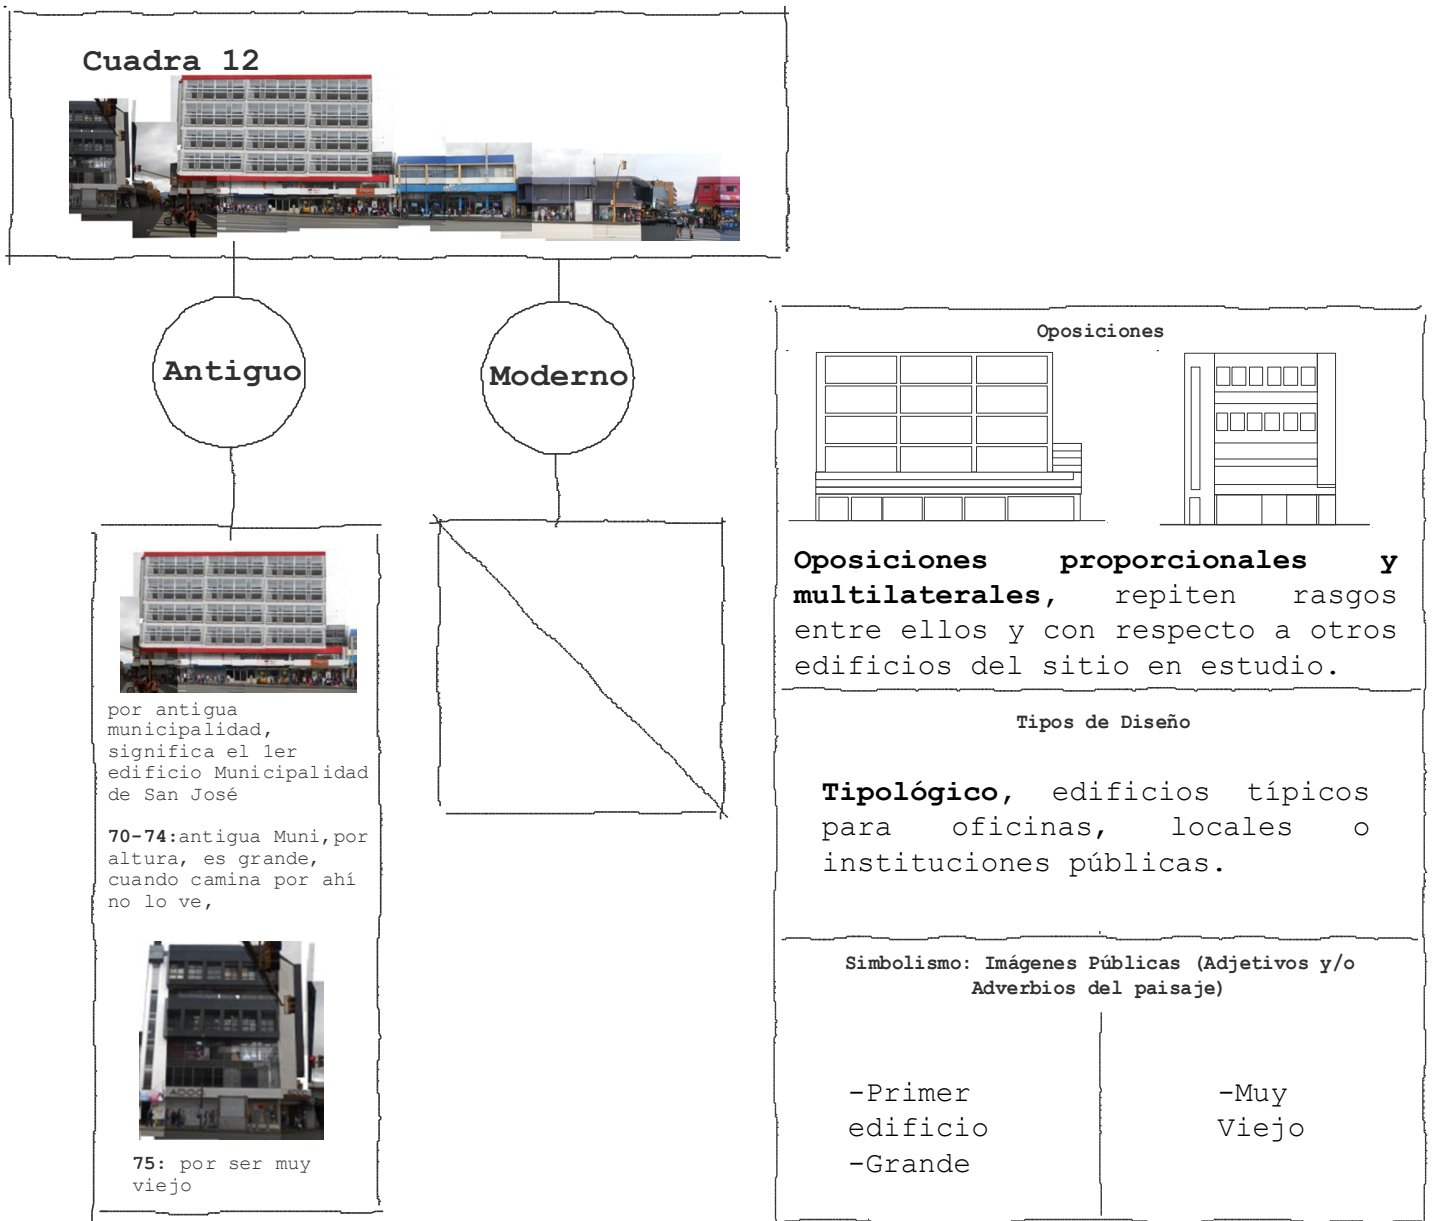 Cuadra 12
Antiguo
Moderno
por antigua
municipalidad,
significa el 1er
edificio Municipalidad
de San José
70-74:antigua Muni,por
altura, es grande,
cuando camina por ahí
no lo ve,
75: por ser muy
viejo
Oposiciones
Oposiciones proporcionales y
multilaterales, repiten rasgos
entre ellos y con respecto a otros
edificios del sitio en estudio.
Tipos de Diseño
Tipológico, edificios típicos
para oficinas, locales o
instituciones públicas.
Simbolismo: Imágenes Públicas (Adjetivos y/o
Adverbios del paisaje)
-Primer
edificio
-Grande
-Muy
Viejo